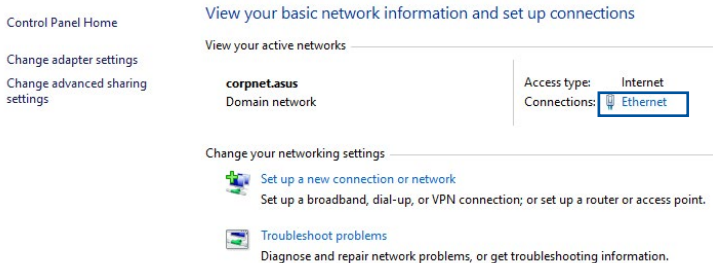 Control Panel Home
Change adapter settings
Change advanced sharing
settings
View your basic network information and set up connections
View your active networks
corpnet.asus
Domain network
Access type: Internet
Connections: Ethernet
Change your networking settings
Set up a new connection or network
Set up a broadband, dial-up, or VPN connection; or set up a router or access point.
Troubleshoot problems
Diagnose and repair network problems, or get troubleshooting information.